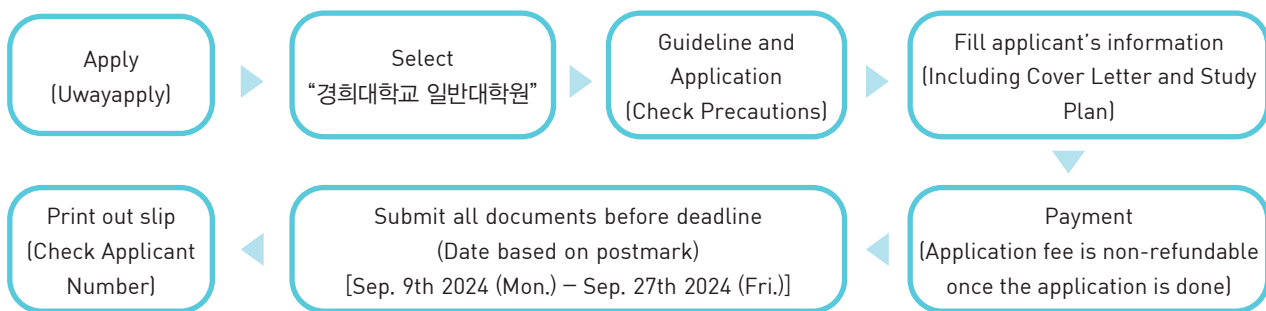 Apply
(Uwayapply)
Select
“경희대학교 일반대학원”
Guideline and
Application
(Check Precautions)
Fill applicant's information
(Including Cover Letter and Study
Plan)
Payment
(Application fee is non-refundable
once the application is done)
Submit all documents before deadline
(Date based on postmark)
[Sep. 9th 2024 (Mon.) – Sep. 27th 2024 (Fri.)]
Print out slip
(Check Applicant
Number)